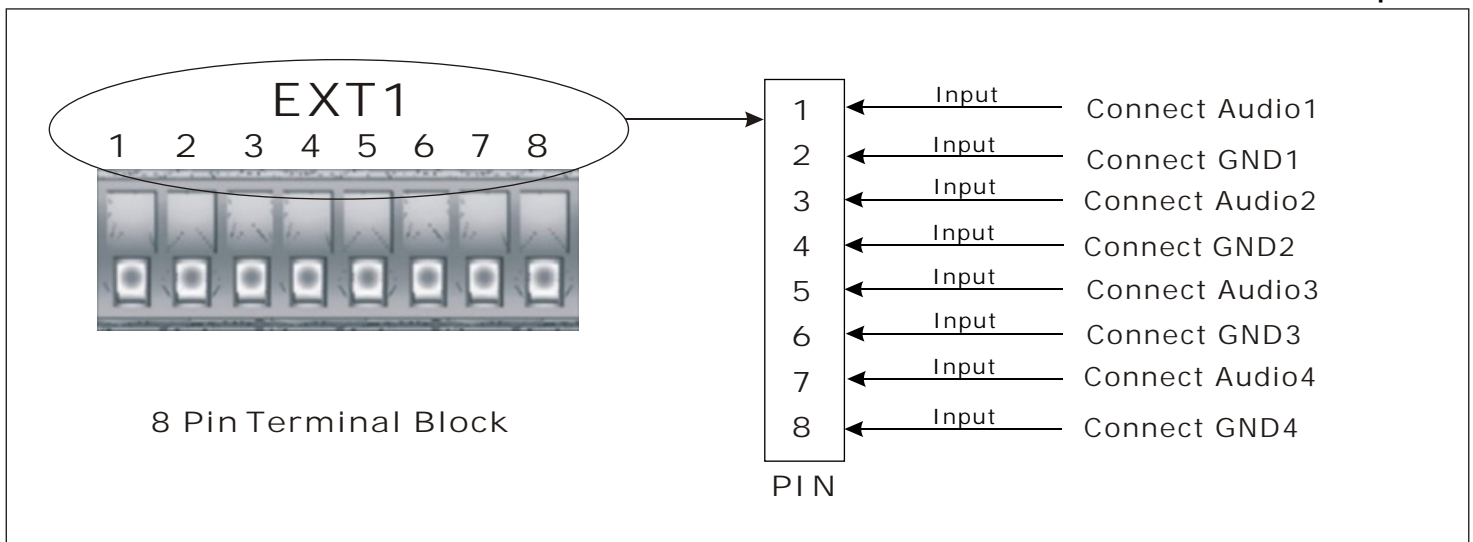 EXT1
1 2 3 4 5 6 7 8
8 Pin Terminal Block
1 Input Connect Audio1
2 Input Connect GND1
3 Input Connect Audio2
4 Input Connect GND2
5 Input Connect Audio3
6 Input Connect GND3
7 Input Connect Audio4
8 Input Connect GND4
PIN